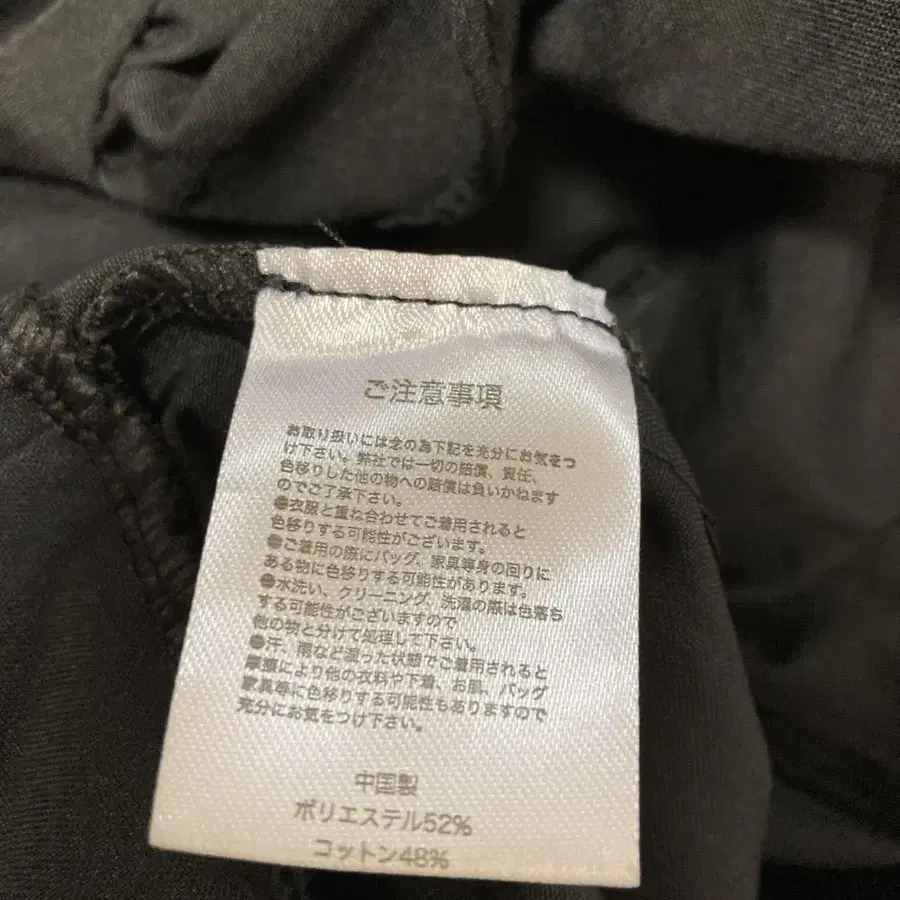 ご注意事項
お取り扱いには念の為下記を充分にお気をつ
け下さい。弊社では一切の賠償、責任、
色移りした他の物への賠償は負いかねます
のでご了承下さい。
●衣服と重ね合わせてご着用されると
色移りする可能性がございます。
●ご着用の際にバッグ、家具等身の回りに
ある物に色移りする可能性があります。
●水洗い、クリーニング、洗濯の際は色落ち
する可能性がございますので
他の物と分けて処理して下さい。
●汗、雨など湿った状態でご着用されると
摩擦により他の衣料や下着、お肌、バッグ
家具等に色移りする可能性もありますので
充分にお気をつけ下さい。
中国製
ポリエステル52%
コットン48%